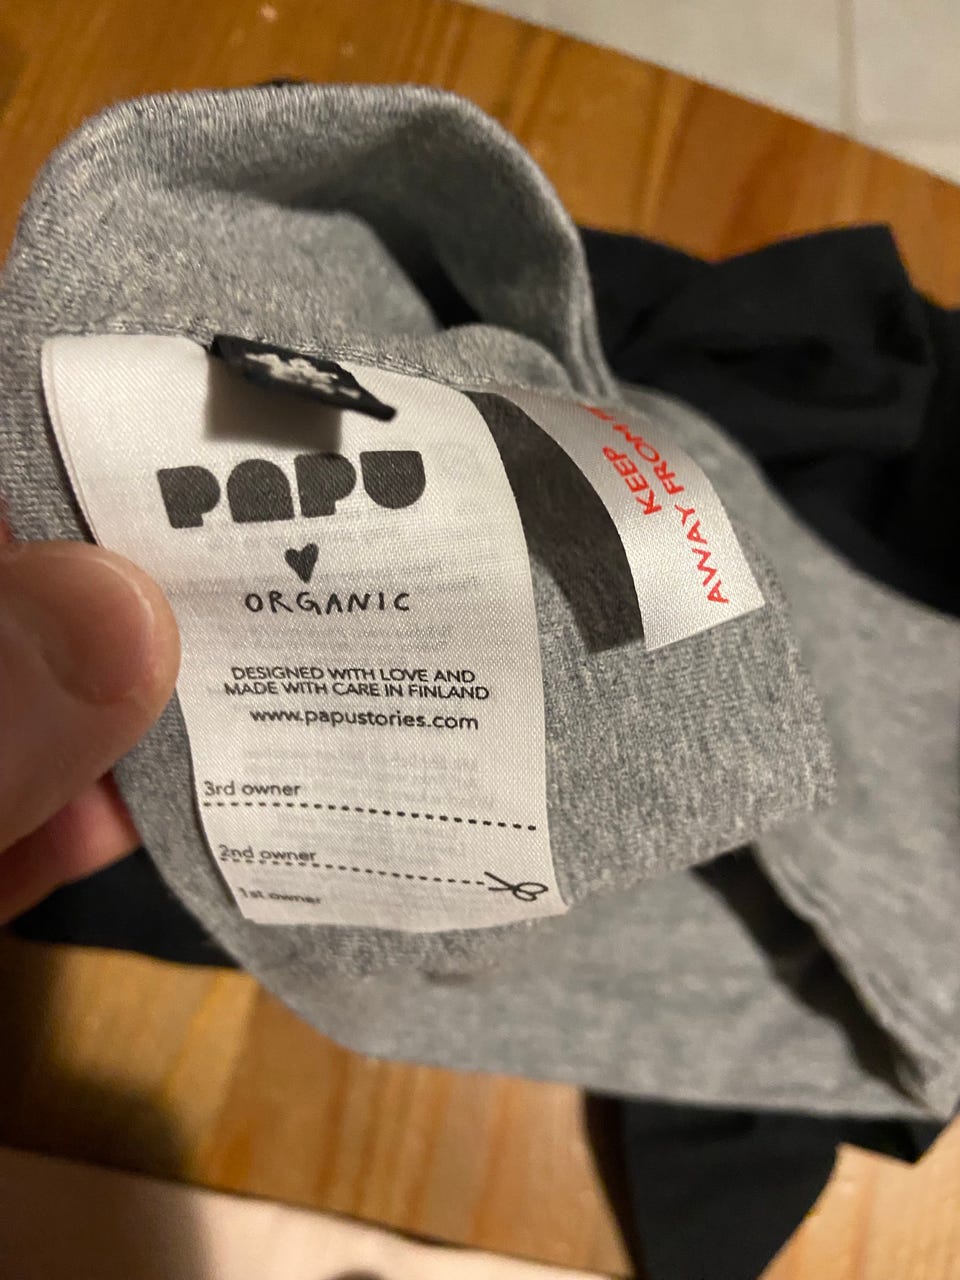 PAPU
ORGANIC
DESIGNED WITH LOVE AND
MADE WITH CARE IN FINLAND
www.papustories.com
3rd owner
2nd owner
1st owner
KEEP
AWAY FROM